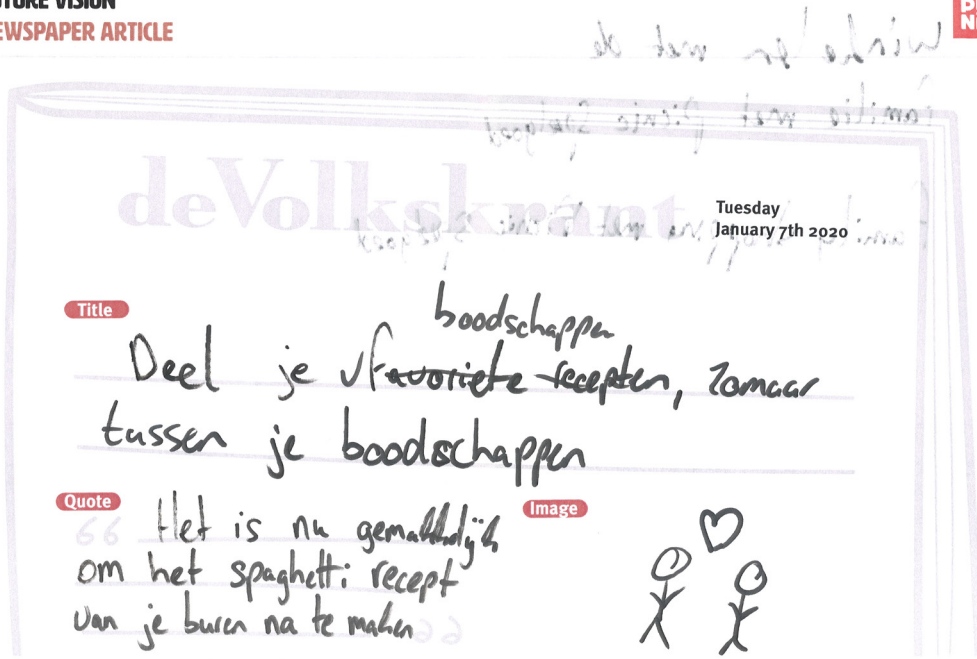 FUTURE VISION
NEWSPAPER ARTICLE
deVolkskrant
Tuesday
January 7th 2020
Title
boodschappen
Deel je favoriete recepten, zomaar
tussen je boodschappen
Quote
Image
Het is nu gemakkelijk
om het spaghetti recept
van je buren na te maken